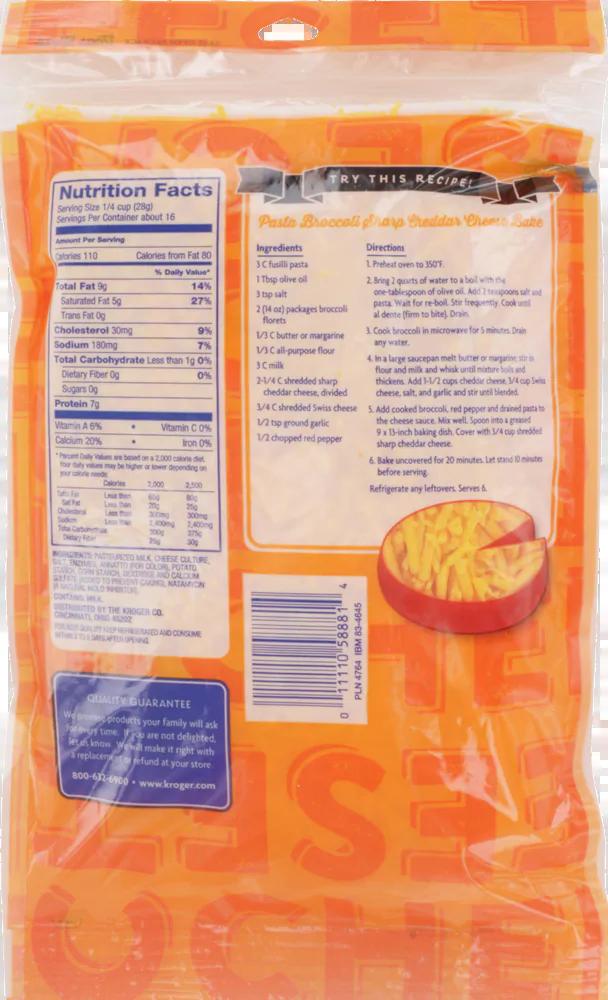 TRY THIS RECIPE!
Pasta Broccoli Sharp Cheddar Cheese Bake
Nutrition Facts
Serving Size 1/4 cup (28g)
Servings Per Container about 16
Amount Per Serving
Calories 110 Calories from Fat 80
% Daily Value*
Total Fat 9g 14%
Saturated Fat 5g 27%
Trans Fat 0g
Cholesterol 30mg 9%
Sodium 180mg 7%
Total Carbohydrate Less than 1g 0%
Dietary Fiber 0g 0%
Sugars 0g
Protein 7g
Vitamin A 6% • Vitamin C 0%
Calcium 20% • Iron 0%
* Percent Daily Values are based on a 2,000 calorie diet.
Your daily values may be higher or lower depending on
your calorie needs:
Calories 2,000 2,500
Total Fat Less than 65g 80g
Sat Fat Less than 20g 25g
Cholesterol Less than 300mg 300mg
Sodium Less than 2,400mg 2,400mg
Total Carbohydrate 300g 375g
Dietary Fiber 25g 30g
INGREDIENTS: PASTEURIZED MILK, CHEESE CULTURE,
SALT, ENZYMES, ANNATTO (FOR COLOR), POTATO
STARCH, CORN STARCH, DEXTROSE AND CALCIUM
SULFATE (ADDED TO PREVENT CAKING), NATAMYCIN
(A NATURAL MOLD INHIBITOR).
CONTAINS: MILK.
DISTRIBUTED BY THE KROGER CO.
CINCINNATI, OHIO 45202
FOR BEST QUALITY KEEP REFRIGERATED AND CONSUME
WITHIN 3 TO 5 DAYS AFTER OPENING.
Ingredients
3 C fusilli pasta
1 Tbsp olive oil
3 tsp salt
2 (14 oz) packages broccoli
florets
1/3 C butter or margarine
1/3 C all-purpose flour
3 C milk
2-1/4 C shredded sharp
cheddar cheese, divided
3/4 C shredded Swiss cheese
1/2 tsp ground garlic
1/2 chopped red pepper
Directions
1. Preheat oven to 350°F.
2. Bring 2 quarts of water to a boil with the
one-tablespoon of olive oil. Add 2 teaspoons salt and
pasta. Wait for re-boil. Stir frequently. Cook until
al dente (firm to bite). Drain.
3. Cook broccoli in microwave for 5 minutes. Drain
any water.
4. In a large saucepan melt butter or margarine; stir in
flour and milk and whisk until mixture boils and
thickens. Add 1-1/2 cups cheddar cheese, 3/4 cup Swiss
cheese, salt, and garlic and stir until blended.
5. Add cooked broccoli, red pepper and drained pasta to
the cheese sauce. Mix well. Spoon into a greased
9 x 13-inch baking dish. Cover with 3/4 cup shredded
sharp cheddar cheese.
6. Bake uncovered for 20 minutes. Let stand 10 minutes
before serving.
Refrigerate any leftovers. Serves 6.
0 11110 58881 4
PLN 4764 IBM 83-4645
QUALITY GUARANTEE
We promise products your family will ask
for every time. If you are not delighted,
let us know. We will make it right with
a replacement or refund at your store.
800-632-6900 • www.kroger.com